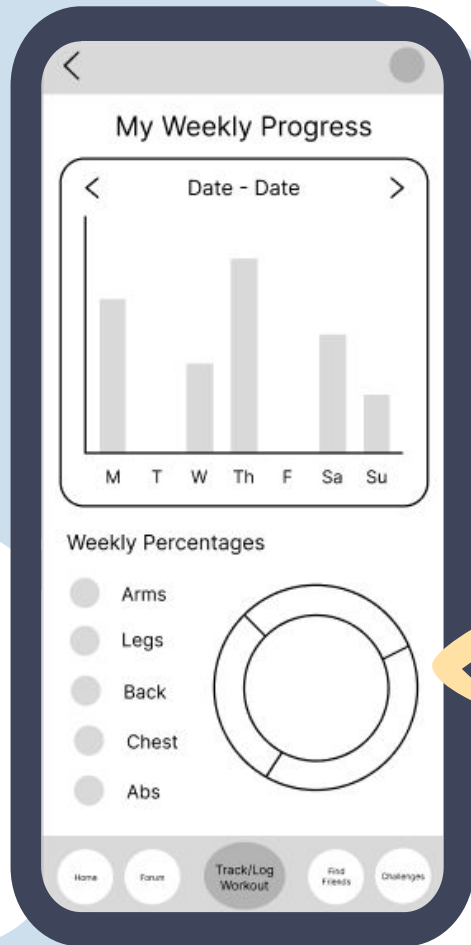 My Weekly Progress
Date - Date
M T W Th F Sa Su
Weekly Percentages
Arms
Legs
Back
Chest
Abs
Home
Forum
Track/Log
Workout
Find
Friends
Challenges